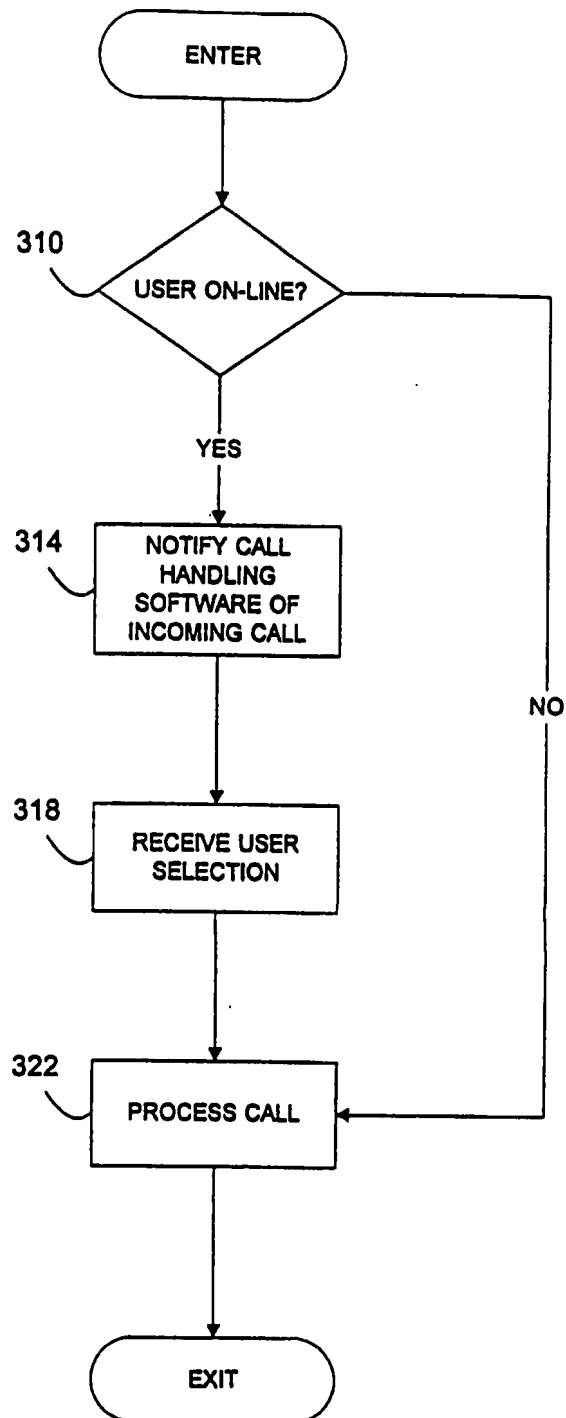 ENTER
310
USER ON-LINE?
YES
314
NOTIFY CALL
HANDLING
SOFTWARE OF
INCOMING CALL
NO
318
RECEIVE USER
SELECTION
322
PROCESS CALL
EXIT